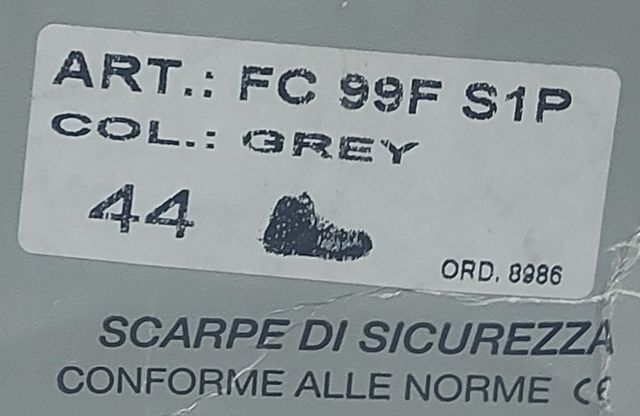 ART.: FC 99F S1P
COL.: GREY
44
ORD. 8986
SCARPE DI SICUREZZA
CONFORME ALLE NORME CE